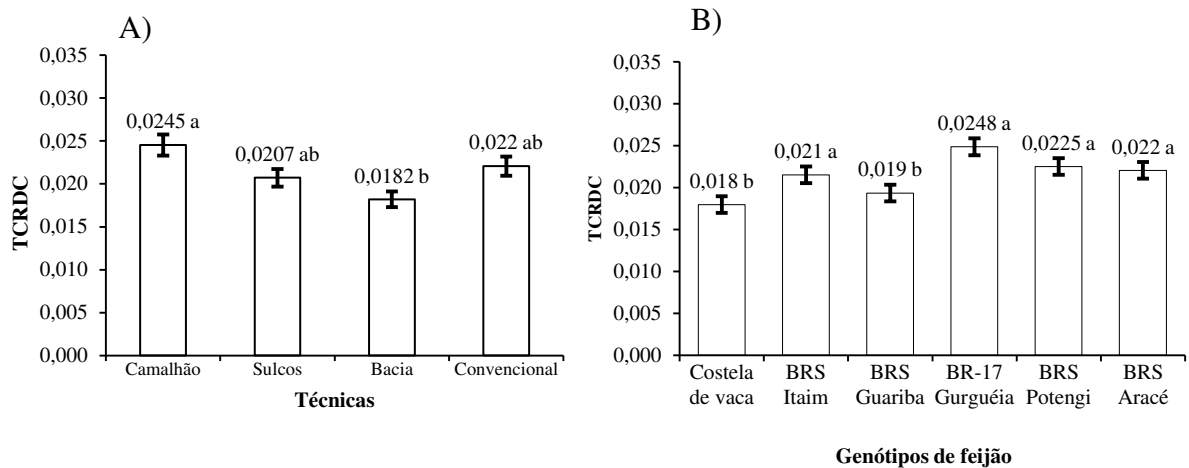 A)
0,035
0,030
0,025
0,020
0,015
0,010
0,005
0,000
TCRDC
0,0245 a
0,0207 ab
0,0182 b
0,022 ab
Camalhão
Sulcos
Bacia
Convencional
Técnicas
B)
0,035
0,030
0,025
0,020
0,015
0,010
0,005
0,000
TCRDC
0,018 b
0,021 a
0,019 b
0,0248 a
0,0225 a
0,022 a
Costela de vaca
BRS Itaim
BRS Guariba
BR-17 Gurguéia
BRS Potengi
BRS Aracé
Genótipos de feijão